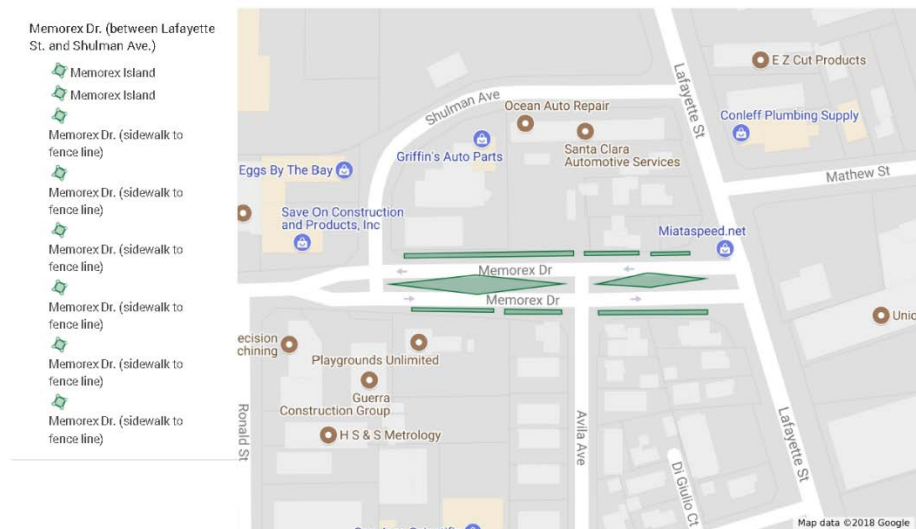 Memorex Dr. (between Lafayette
St. and Shulman Ave.)
Memorex Island
Memorex Island
Memorex Dr. (sidewalk to
fence line)
Memorex Dr. (sidewalk to
fence line)
Memorex Dr. (sidewalk to
fence line)
Memorex Dr. (sidewalk to
fence line)
Memorex Dr. (sidewalk to
fence line)
Memorex Dr. (sidewalk to
fence line)
E Z Cut Products
Lafayette St
Shulman Ave
Ocean Auto Repair
Conleff Plumbing Supply
Griffin's Auto Parts
Santa Clara
Automotive Services
Eggs By The Bay
Mathew St
Save On Construction
and Products, Inc
Miataspeed.net
Memorex Dr
Memorex Dr
Unic
ecision
chining
Playgrounds Unlimited
Guerra
Construction Group
Ronald St
H S & S Metrology
Avila Ave
Lafayette St
Di Giulio Ct
Map data ©2018 Google